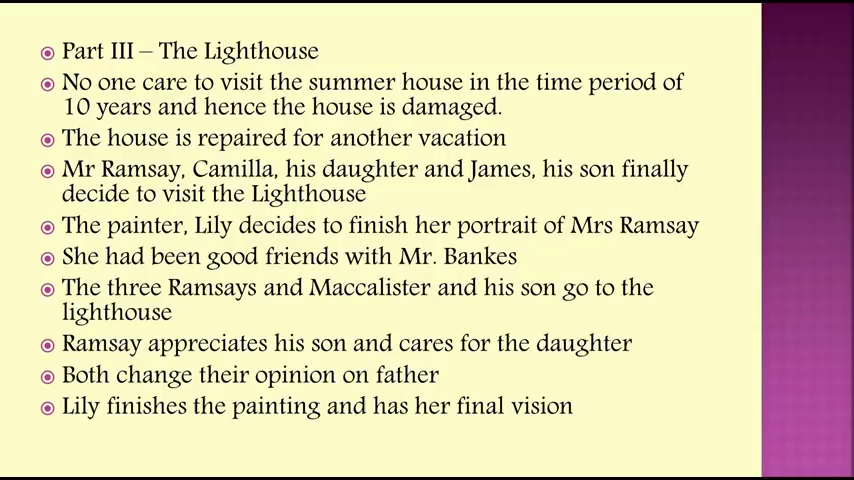 Part III – The Lighthouse
No one care to visit the summer house in the time period of
10 years and hence the house is damaged.
The house is repaired for another vacation
Mr Ramsay, Camilla, his daughter and James, his son finally
decide to visit the Lighthouse
The painter, Lily decides to finish her portrait of Mrs Ramsay
She had been good friends with Mr. Bankes
The three Ramsays and Maccalister and his son go to the
lighthouse
Ramsay appreciates his son and cares for the daughter
Both change their opinion on father
Lily finishes the painting and has her final vision